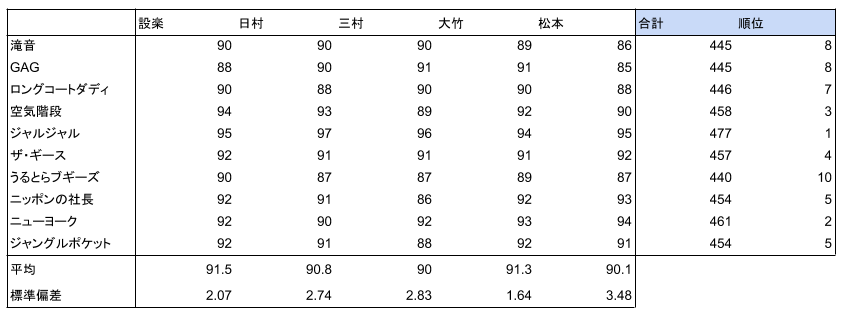 設楽 日村 三村 大竹 松本 合計 順位
滝音 90 90 90 89 86 445 8
GAG 88 90 91 91 85 445 8
ロングコートダディ 90 88 90 90 88 446 7
空気階段 94 93 89 92 90 458 3
ジャルジャル 95 97 96 94 95 477 1
ザ・ギース 92 91 91 91 92 457 4
うるとらブギーズ 90 87 87 89 87 440 10
ニッポンの社長 92 91 86 92 93 454 5
ニューヨーク 92 90 92 93 94 461 2
ジャングルポケット 92 91 88 92 91 454 5
平均 91.5 90.8 90 91.3 90.1
標準偏差 2.07 2.74 2.83 1.64 3.48